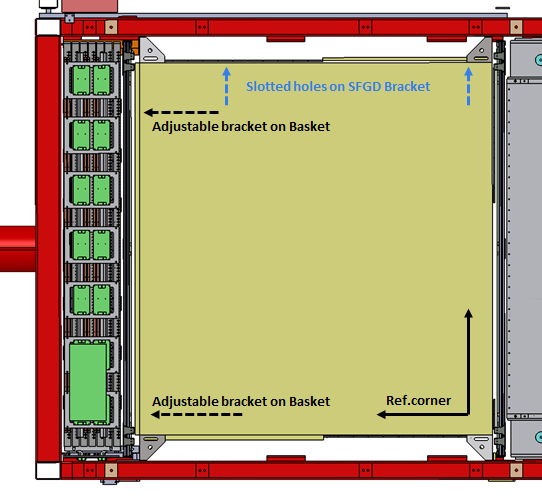 Slotted holes on SFGD Bracket
Adjustable bracket on Basket
Adjustable bracket on Basket
Ref.corner